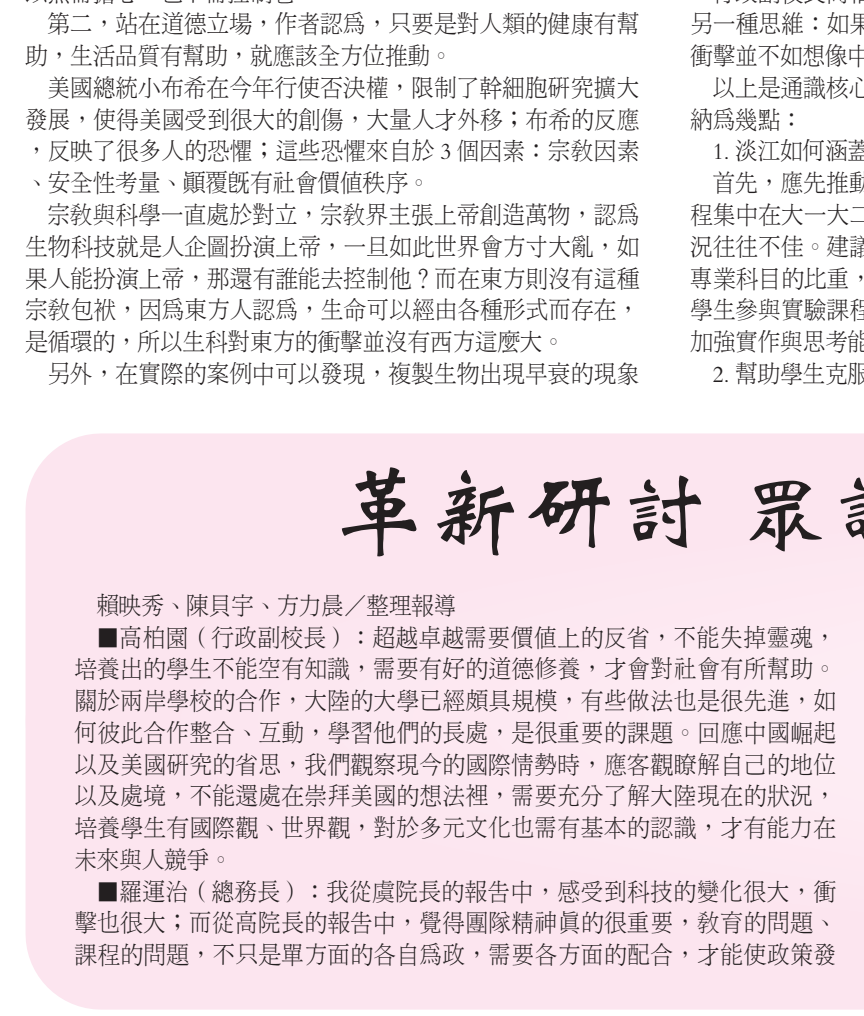 第二，站在道德立場，作者認為，只要是對人類的健康有幫
助，生活品質有幫助，就應該全方位推動。
美國總統小布希在今年行使否決權，限制了幹細胞研究擴大
發展，使得美國受到很大的創傷，大量人才外移；布希的反應
，反映了很多人的恐懼；這些恐懼來自於 3 個因素：宗教因素
、安全性考量、顛覆既有社會價值秩序。
宗教與科學一直處於對立，宗教界主張上帝創造萬物，認為
生物科技就是人企圖扮演上帝，一旦如此世界會方寸大亂，如
果人能扮演上帝，那還有誰能去控制他？而在東方則沒有這種
宗教包袱，因為東方人認為，生命可以經由各種形式而存在，
是循環的，所以生科對東方的衝擊並沒有西方這麼大。
另外，在實際的案例中可以發現，複製生物出現早衰的現象
另一種思維：如果
衝擊並不如想像中
以上是通識核心
納為幾點：
1. 淡江如何涵蓋
首先，應先推動
程集中在大一大二
況往往不佳。建議
專業科目的比重，
學生參與實驗課程
加強實作與思考能
2. 幫助學生克服
革新研討 眾
賴映秀、陳貝宇、方力晨／整理報導
■高柏園（行政副校長）：超越卓越需要價值上的反省，不能失掉靈魂，
培養出的學生不能空有知識，需要有好的道德修養，才會對社會有所幫助。
關於兩岸學校的合作，大陸的大學已經頗具規模，有些做法也是很先進，如
何彼此合作整合、互動，學習他們的長處，是很重要的課題。回應中國崛起
以及美國研究的省思，我們觀察現今的國際情勢時，應客觀瞭解自己的地位
以及處境，不能還處在崇拜美國的想法裡，需要充分了解大陸現在的狀況，
培養學生有國際觀、世界觀，對於多元文化也需有基本的認識，才有能力在
未來與人競爭。
■羅運治（總務長）：我從虞院長的報告中，感受到科技的變化很大，衝
擊也很大；而從高院長的報告中，覺得團隊精神真的很重要，教育的問題、
課程的問題，不只是單方面的各自為政，需要各方面的配合，才能使政策發